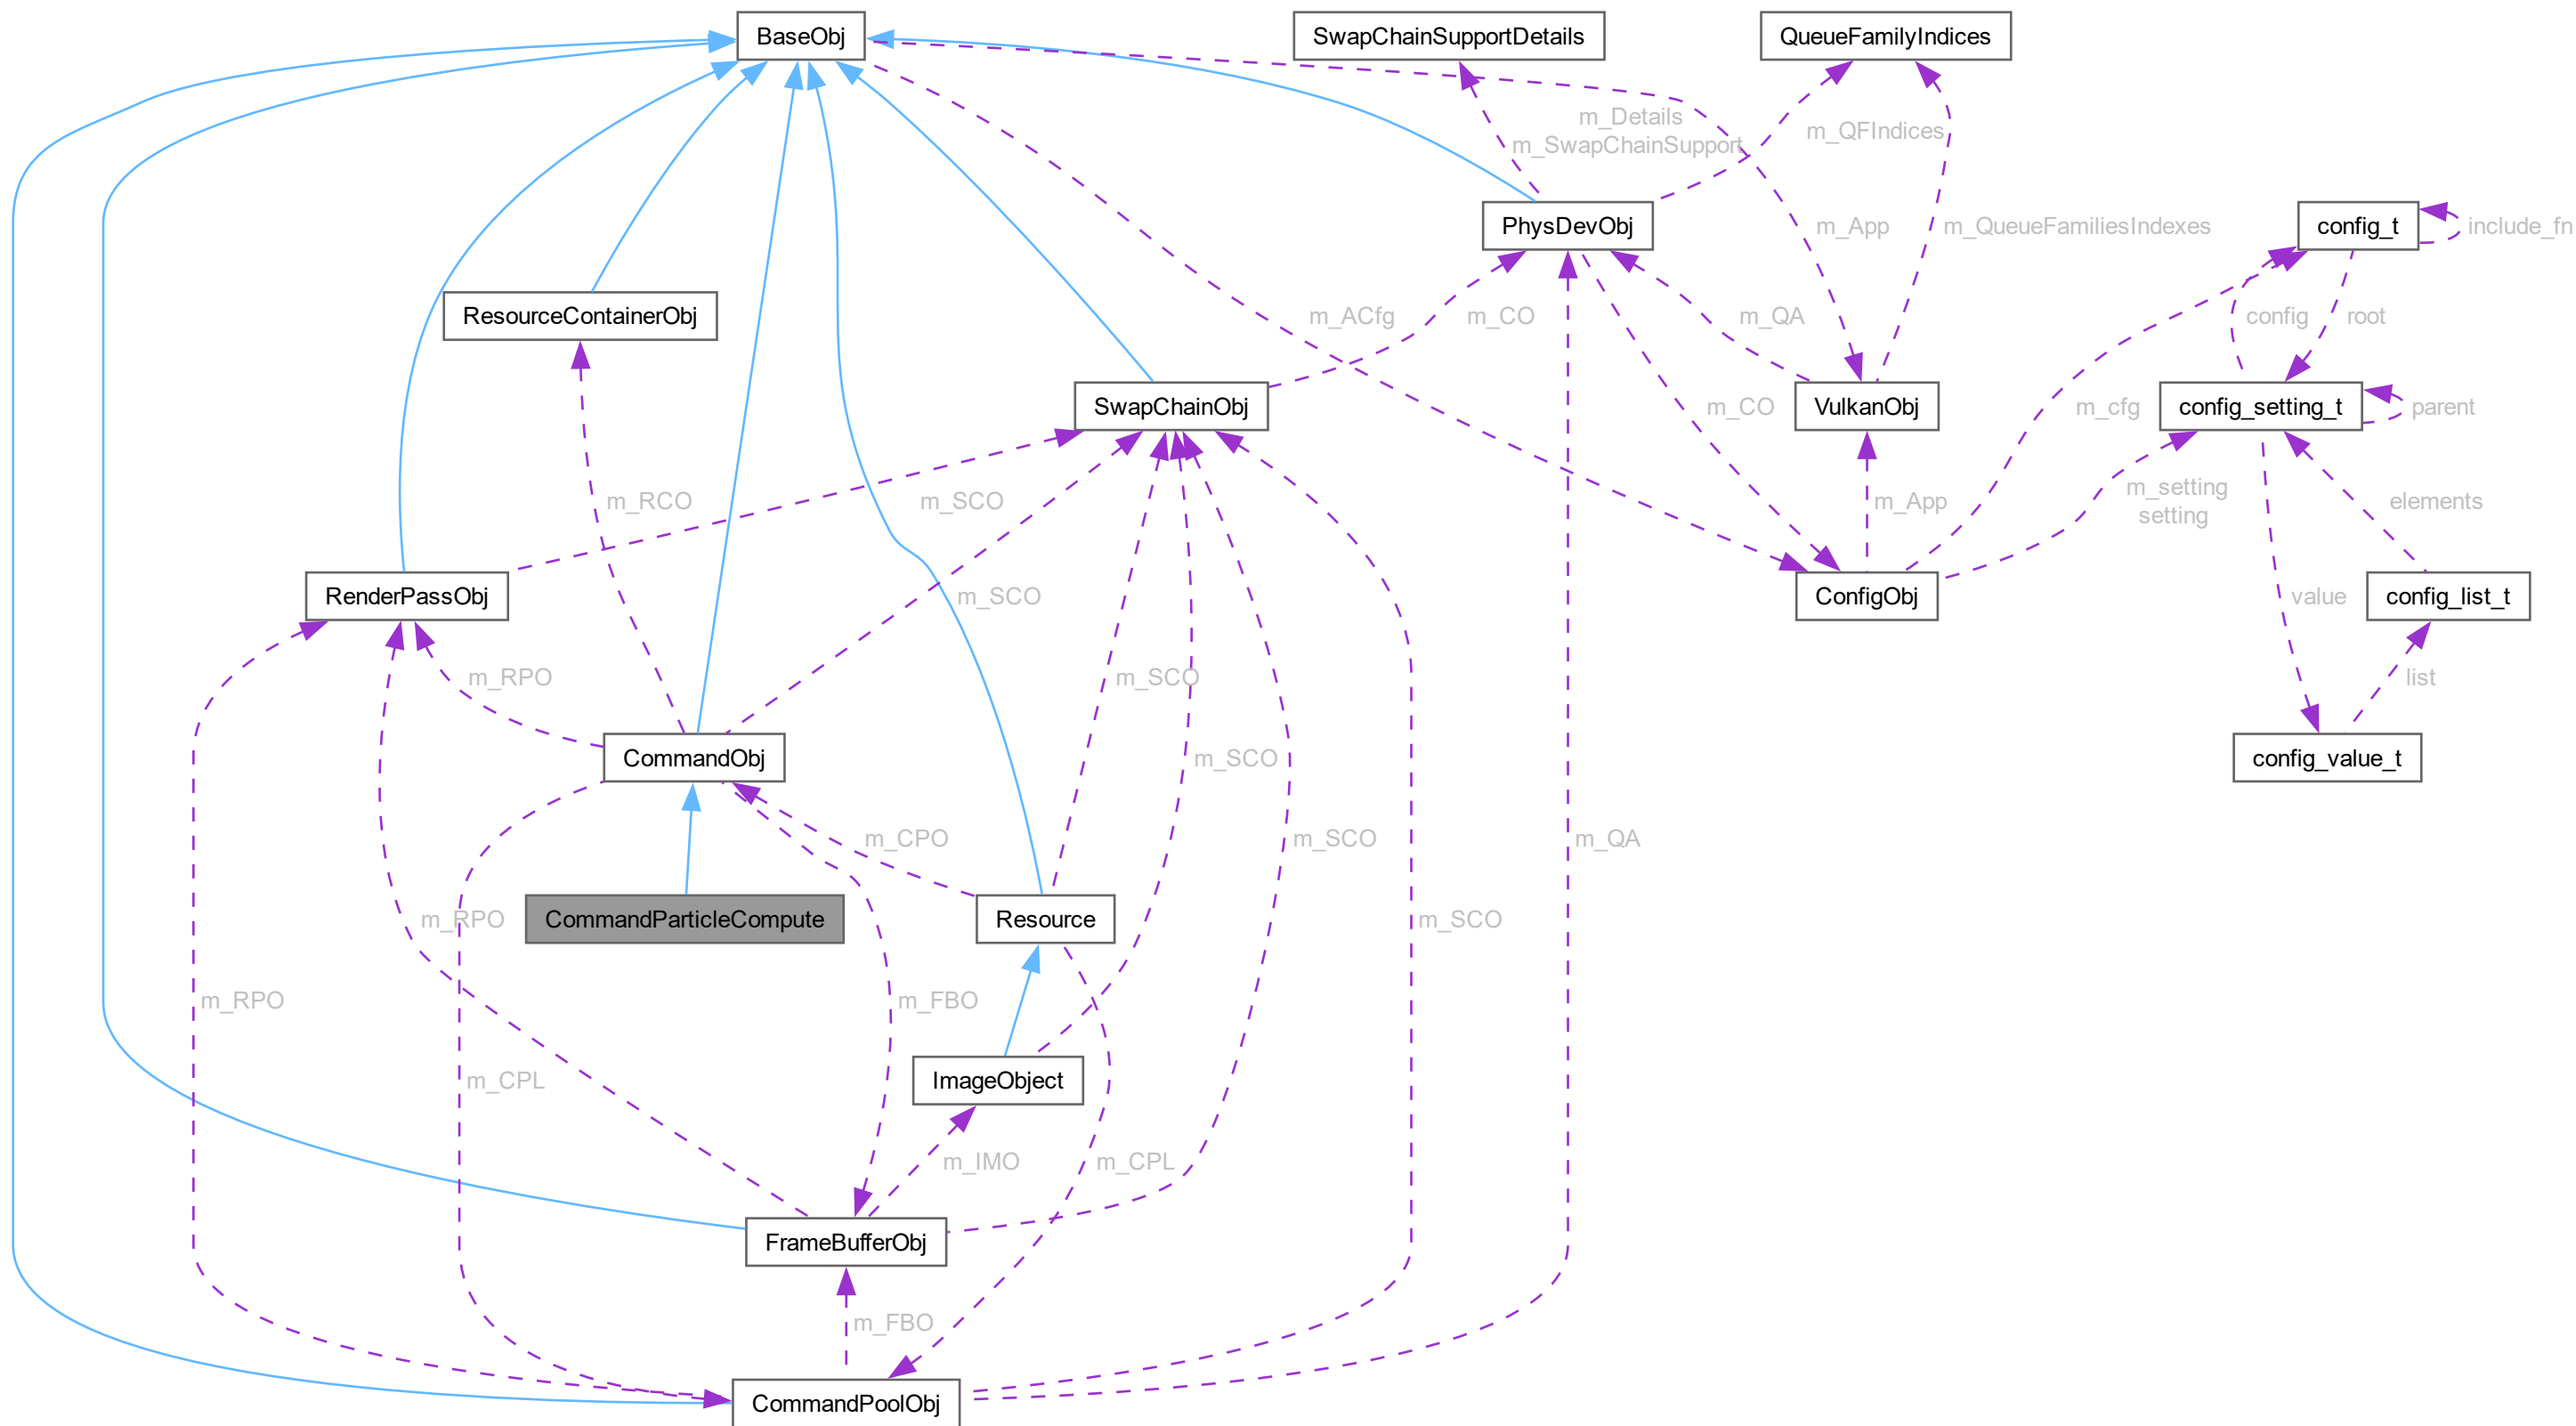 BaseObj
SwapChainSupportDetails
QueueFamilyIndices
m_Details
m_SwapChainSupport
m_QFIndices
PhysDevObj
m_App
m_QueueFamiliesIndexes
config_t
include_fn
ResourceContainerObj
m_ACfg
m_CO
m_QA
config
root
SwapChainObj
m_CO
VulkanObj
m_cfg
config_setting_t
parent
m_RCO
m_SCO
m_App
m_setting
setting
elements
RenderPassObj
m_SCO
ConfigObj
value
config_list_t
m_RPO
m_SCO
list
CommandObj
m_SCO
config_value_t
m_CPO
m_SCO
m_QA
CommandParticleCompute
m_RPO
Resource
m_SCO
m_RPO
m_FBO
m_CPL
ImageObject
m_IMO
m_CPL
FrameBufferObj
m_FBO
CommandPoolObj